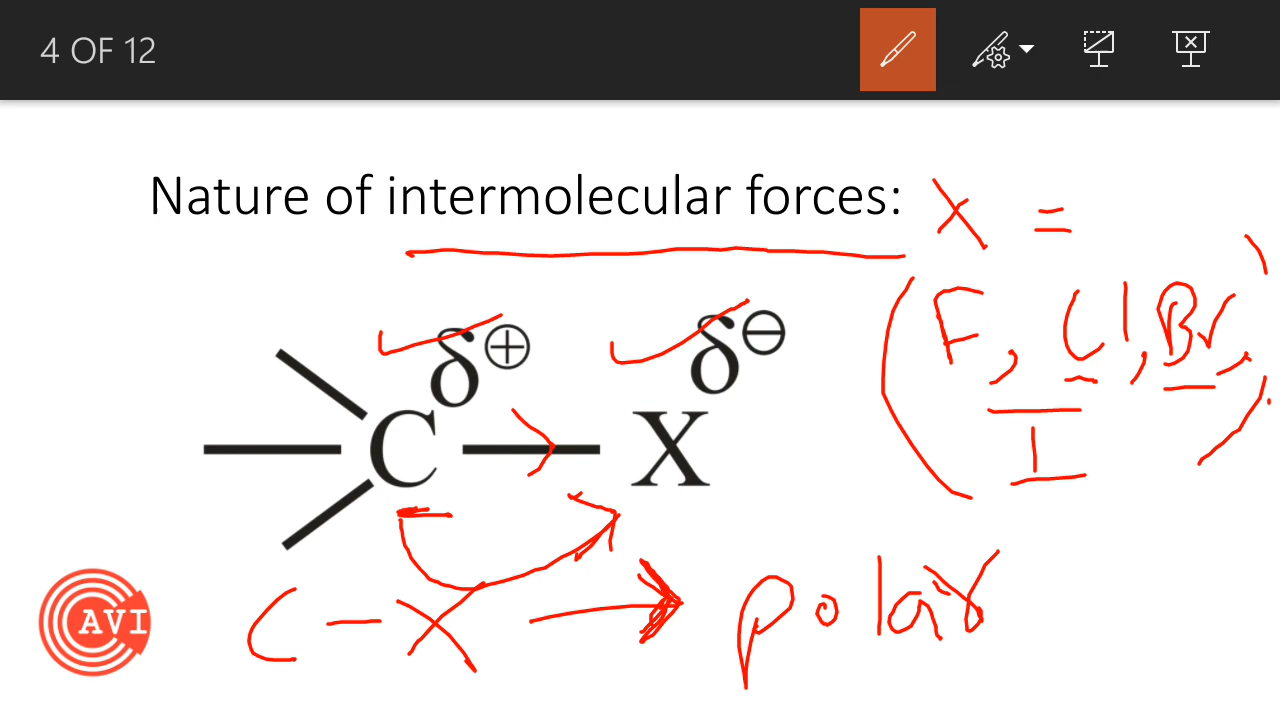 4 OF 12
Nature of intermolecular forces: X =
(F, Cl, Br, I)
δ⊕ δ⊖
C — X
C – X → polar
AVI